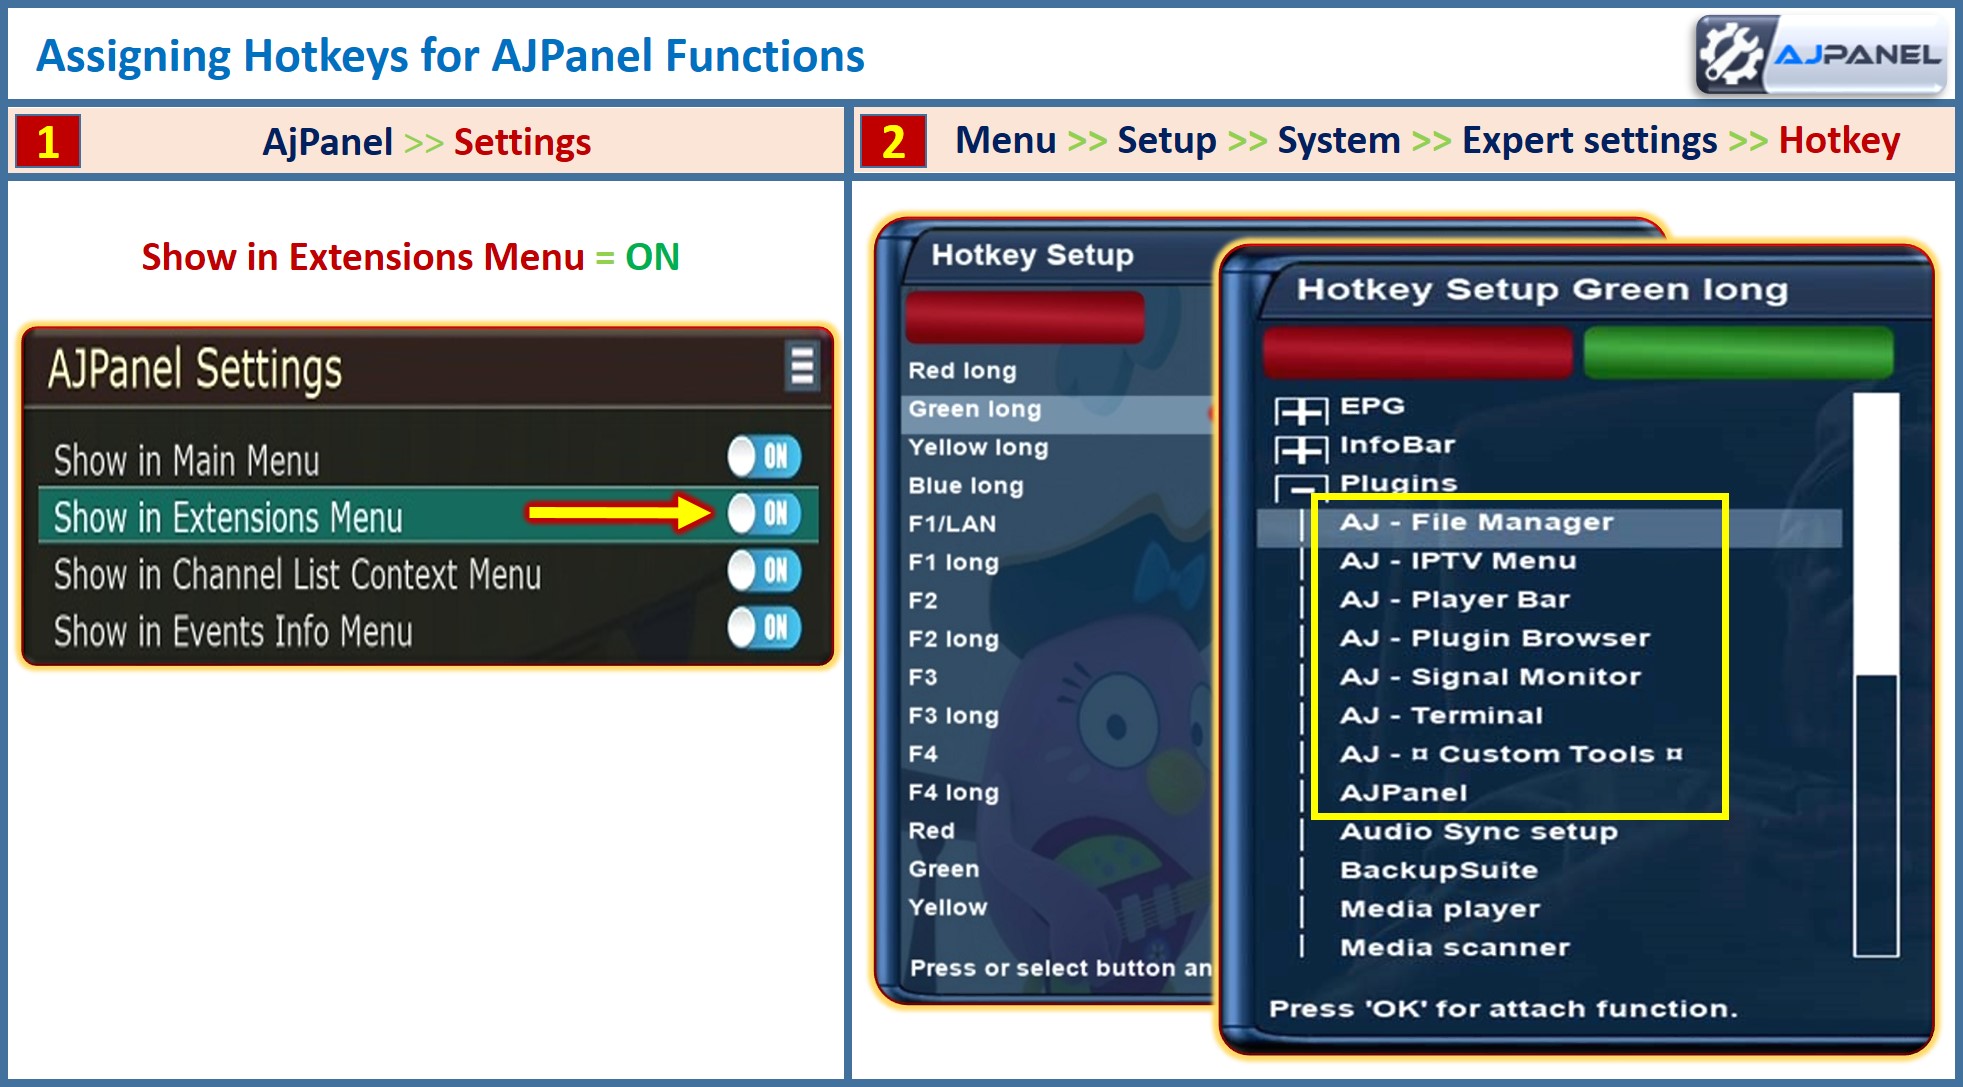 Assigning Hotkeys for AJPanel Functions
AJPANEL
1
AjPanel >> Settings
2
Menu >> Setup >> System >> Expert settings >> Hotkey
Show in Extensions Menu = ON
AJPanel Settings
Show in Main Menu ON
Show in Extensions Menu ON
Show in Channel List Context Menu ON
Show in Events Info Menu ON
Hotkey Setup
Red long
Green long
Yellow long
Blue long
F1/LAN
F1 long
F2
F2 long
F3
F3 long
F4
F4 long
Red
Green
Yellow
Press or select button an
Hotkey Setup Green long
EPG
InfoBar
Plugins
AJ - File Manager
AJ - IPTV Menu
AJ - Player Bar
AJ - Plugin Browser
AJ - Signal Monitor
AJ - Terminal
AJ - ¤ Custom Tools ¤
AJPanel
Audio Sync setup
BackupSuite
Media player
Media scanner
Press 'OK' for attach function.